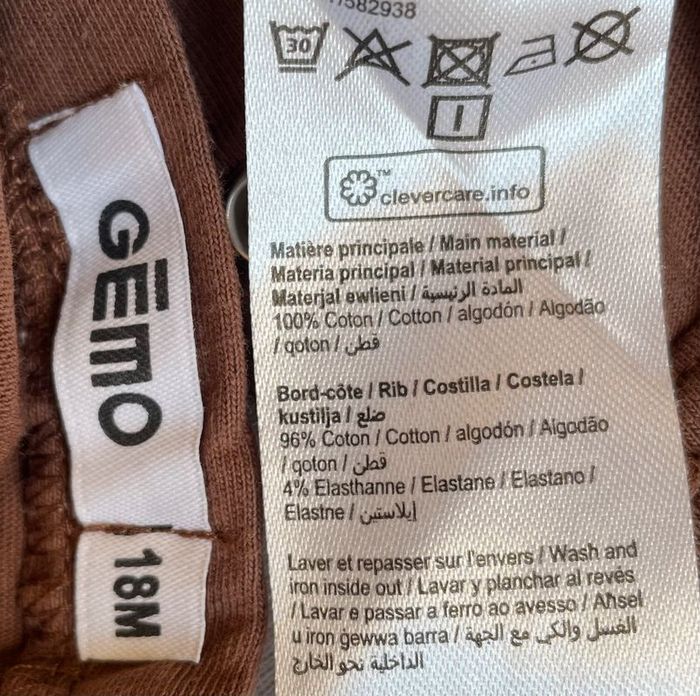 GĒMO
18M
582938
30
TM
clevercare.info
Matière principale / Main material /
Materia principal / Material principal /
Materjal ewlieni / المادة الرئيسية
100% Coton / Cotton / algodón / Algodão
/ qoton / قطن
Bord-côte / Rib / Costilla / Costela /
kustilja / ضلع
96% Coton / Cotton / algodón / Algodão
/ qoton / قطن
4% Elasthanne / Elastane / Elastano /
Elastne / إيلاستين
Laver et repasser sur l'envers / Wash and
iron inside out / Lavar y planchar al revés
/ Lavar e passar a ferro ao avesso / Aħsel
u iron gewwa barra / الغسل والكي مع الجهة
الداخلية نحو الخارج